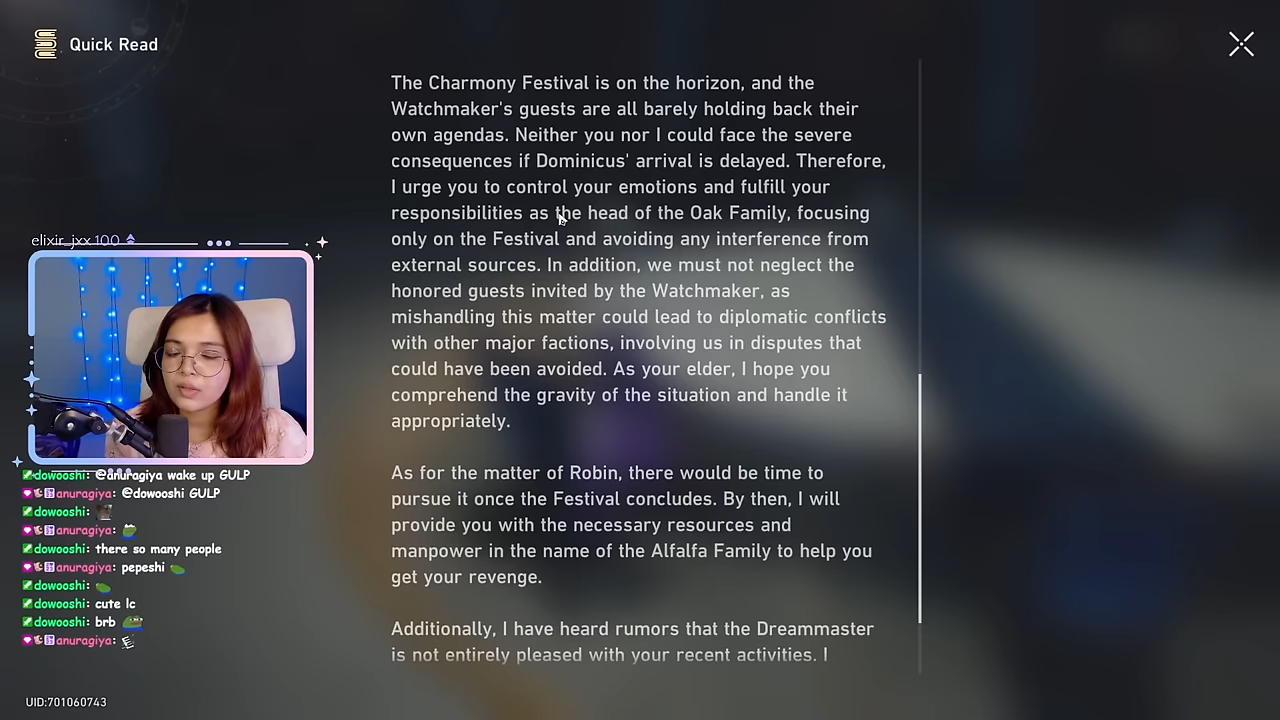 Quick Read
The Charmony Festival is on the horizon, and the
Watchmaker's guests are all barely holding back their
own agendas. Neither you nor I could face the severe
consequences if Dominicus' arrival is delayed. Therefore,
I urge you to control your emotions and fulfill your
responsibilities as the head of the Oak Family, focusing
only on the Festival and avoiding any interference from
external sources. In addition, we must not neglect the
honored guests invited by the Watchmaker, as
mishandling this matter could lead to diplomatic conflicts
with other major factions, involving us in disputes that
could have been avoided. As your elder, I hope you
comprehend the gravity of the situation and handle it
appropriately.
As for the matter of Robin, there would be time to
pursue it once the Festival concludes. By then, I will
provide you with the necessary resources and
manpower in the name of the Alfalfa Family to help you
get your revenge.
Additionally, I have heard rumors that the Dreammaster
is not entirely pleased with your recent activities. I
elixir_jxx 100
dowooshi: @anuragiya wake up GULP
anuragiya: @dowooshi GULP
dowooshi:
anuragiya:
dowooshi: there so many people
anuragiya: pepeshi
dowooshi:
dowooshi: cute lc
dowooshi: brb
anuragiya:
UID:701060743